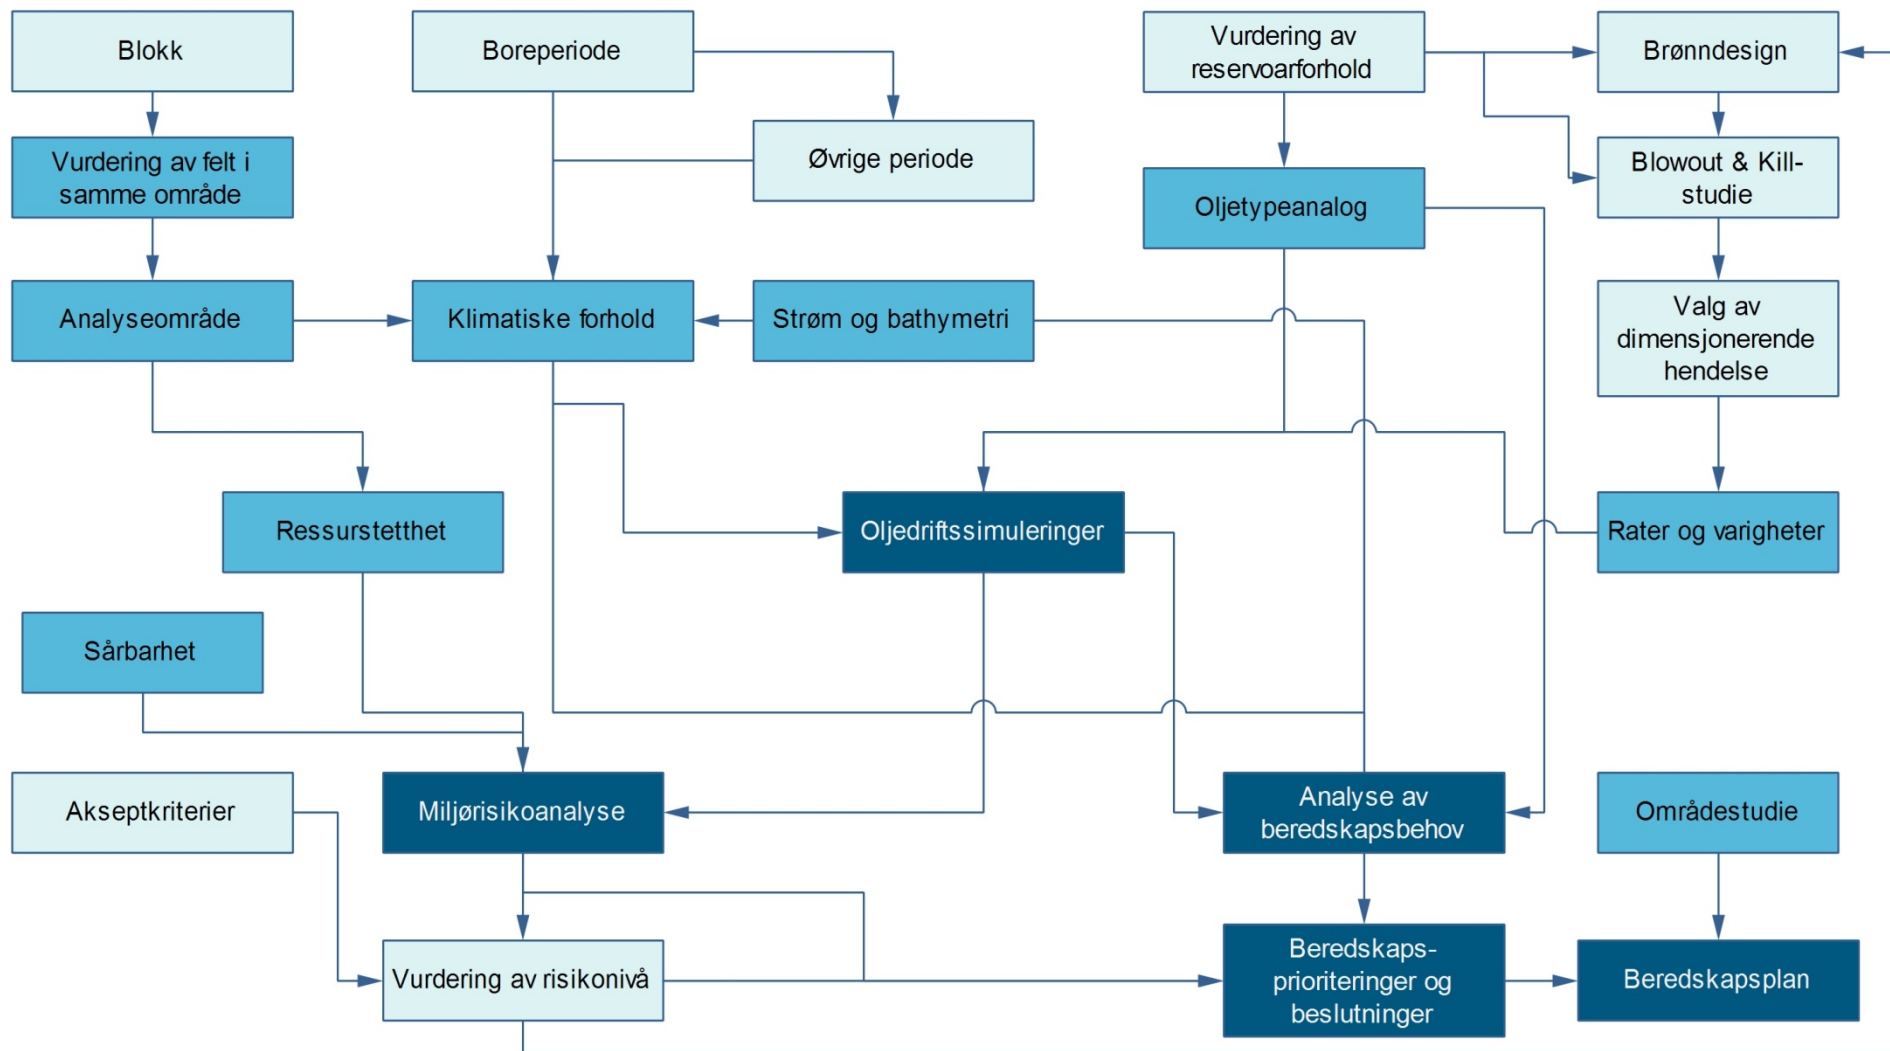 Blokk
Boreperiode
Vurdering av
reservoarforhold
Brønndesign
Vurdering av felt i
samme område
Øvrige periode
Oljetypeanalog
Blowout & Kill-
studie
Analyseområde
Klimatiske forhold
Strøm og bathymetri
Valg av
dimensjonerende
hendelse
Ressurstetthet
Oljedriftssimuleringer
Rater og varigheter
Sårbarhet
Akseptkriterier
Miljørisikoanalyse
Analyse av
beredskapsbehov
Områdestudie
Vurdering av risikonivå
Beredskaps-
prioriteringer og
beslutninger
Beredskapsplan